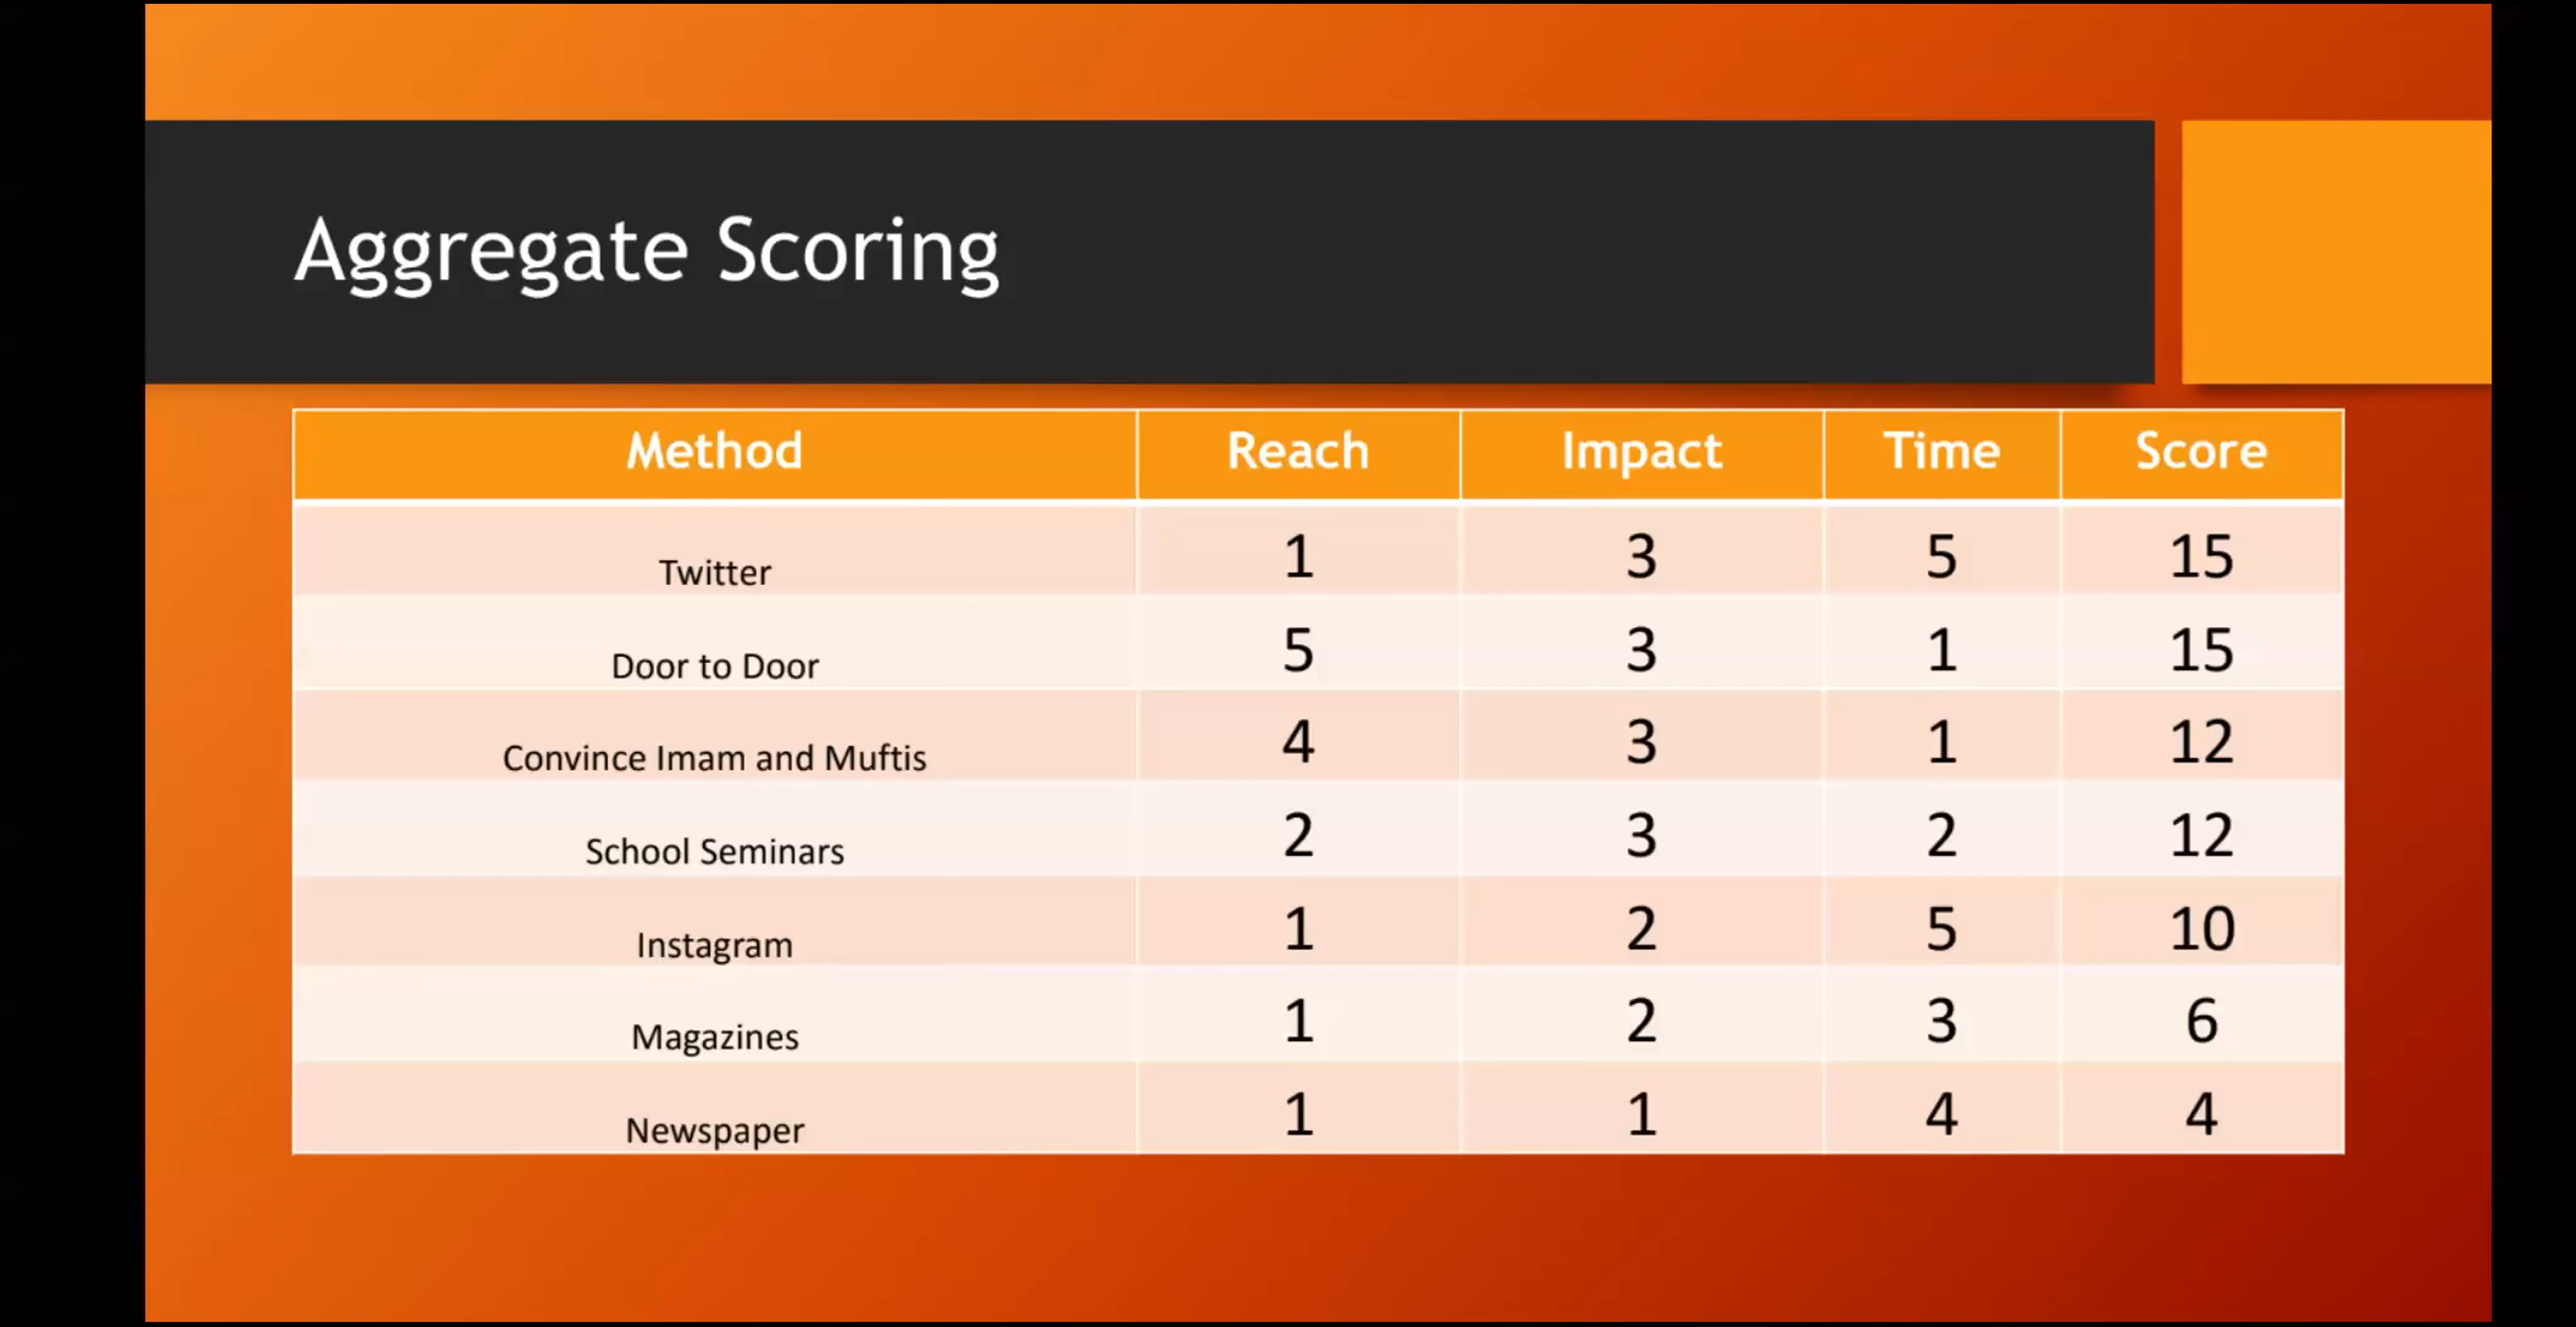 Aggregate Scoring
Method Reach Impact Time Score
Twitter 1 3 5 15
Door to Door 5 3 1 15
Convince Imam and Muftis 4 3 1 12
School Seminars 2 3 2 12
Instagram 1 2 5 10
Magazines 1 2 3 6
Newspaper 1 1 4 4